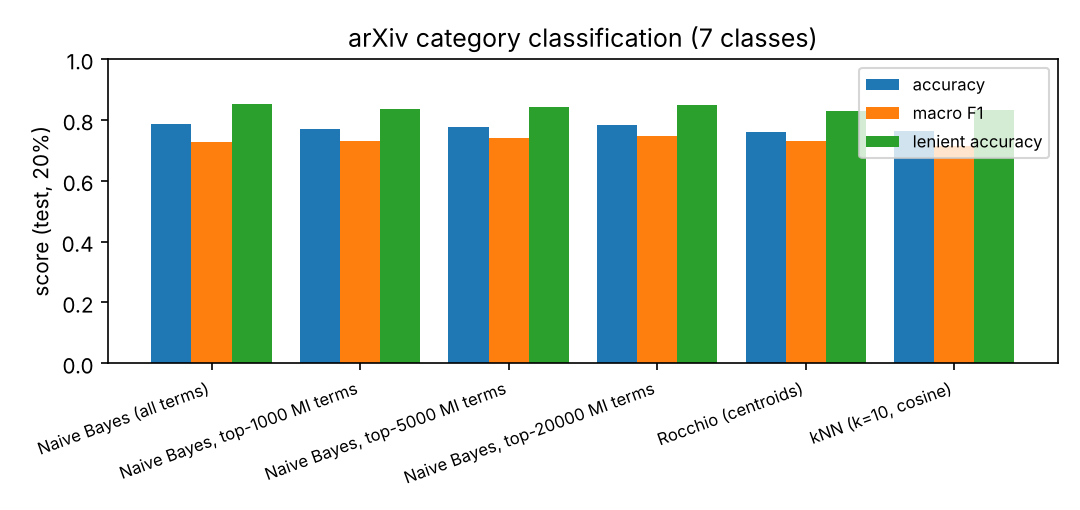 arXiv category classification (7 classes)
score (test, 20%)
1.0
0.8
0.6
0.4
0.2
0.0
accuracy
macro F1
lenient accuracy
Naive Bayes (all terms)
Naive Bayes, top-1000 MI terms
Naive Bayes, top-5000 MI terms
Naive Bayes, top-20000 MI terms
Rocchio (centroids)
kNN (k=10, cosine)